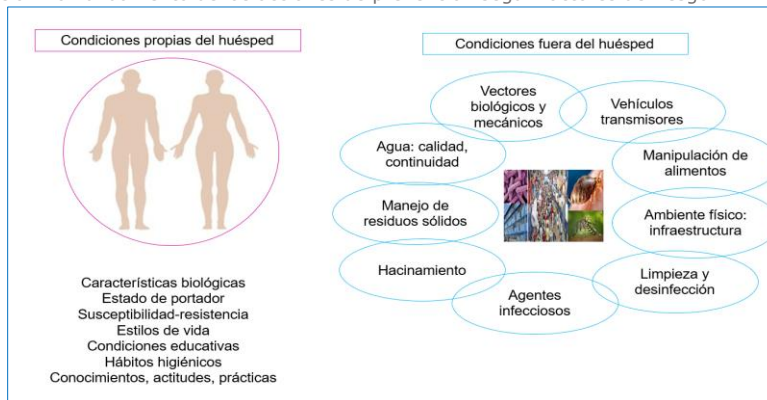 Condiciones propias del huésped
Características biológicas
Estado de portador
Susceptibilidad-resistencia
Estilos de vida
Condiciones educativas
Hábitos higiénicos
Conocimientos, actitudes, prácticas
Condiciones fuera del huésped
Vectores
biológicos y
mecánicos
Vehículos
transmisores
Agua: calidad,
continuidad
Manipulación de
alimentos
Manejo de
residuos sólidos
Ambiente físico:
infraestructura
Hacinamiento
Limpieza y
desinfección
Agentes
infecciosos